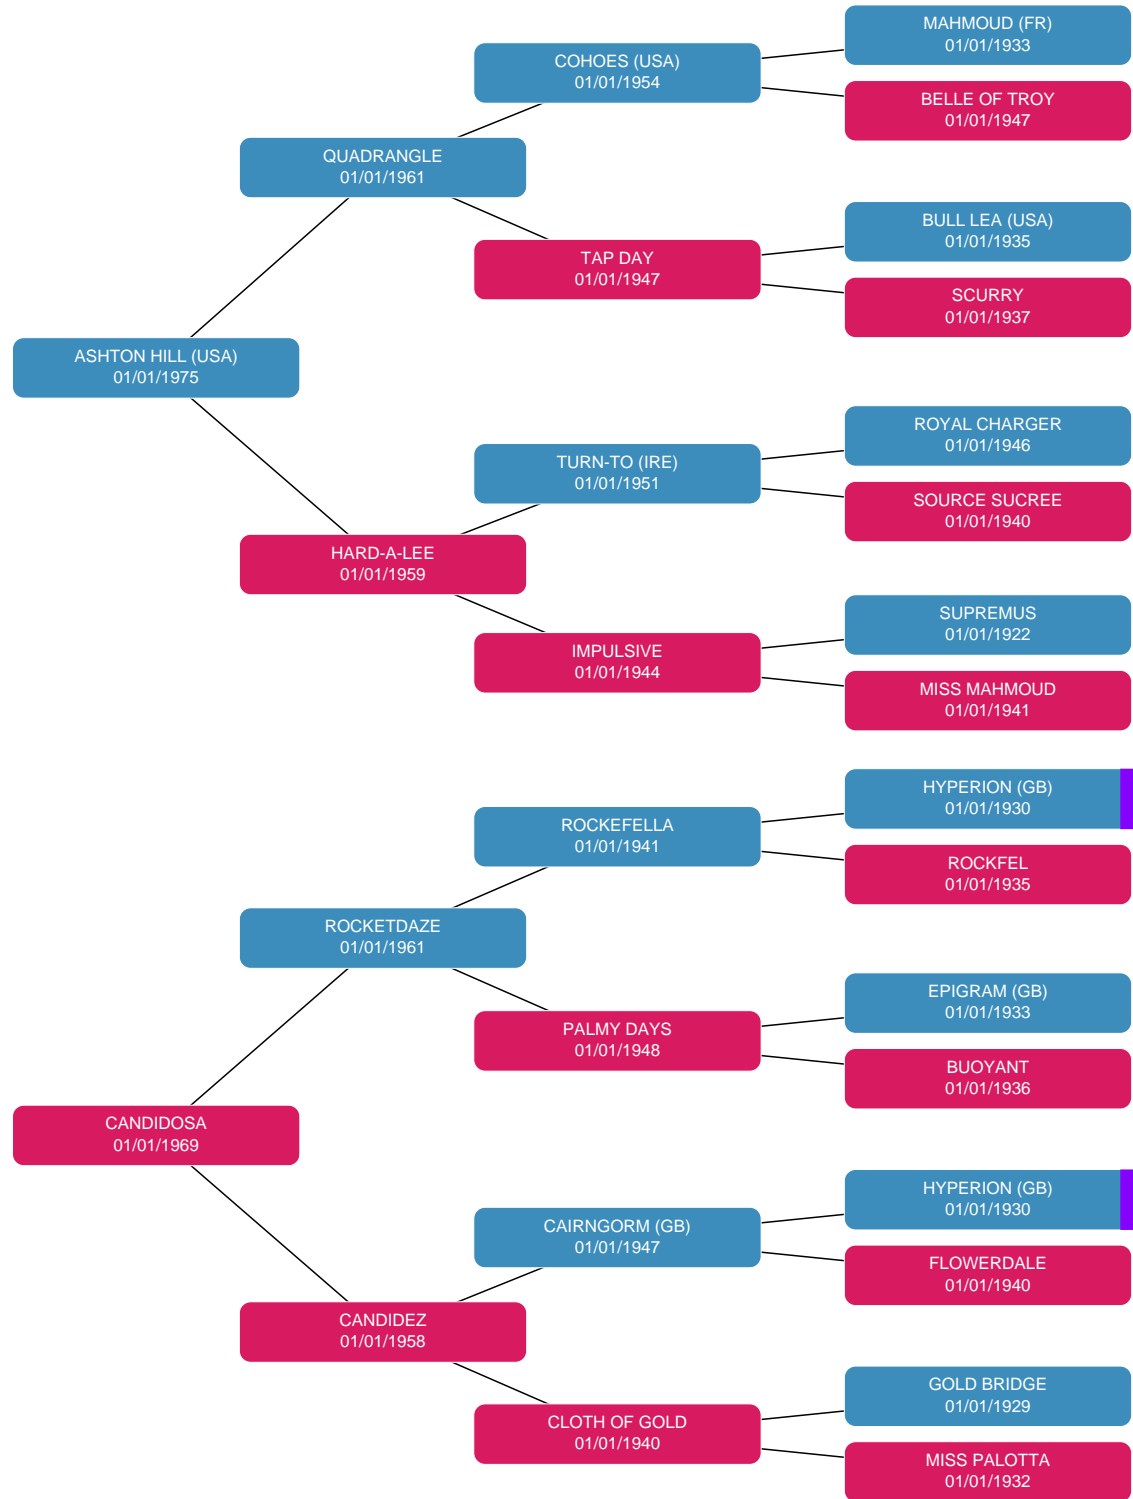 MAHMOUD (FR)
01/01/1933
COHOES (USA)
01/01/1954
BELLE OF TROY
01/01/1947
QUADRANGLE
01/01/1961
BULL LEA (USA)
01/01/1935
TAP DAY
01/01/1947
SCURRY
01/01/1937
ASHTON HILL (USA)
01/01/1975
ROYAL CHARGER
01/01/1946
TURN-TO (IRE)
01/01/1951
SOURCE SUCREE
01/01/1940
HARD-A-LEE
01/01/1959
SUPREMUS
01/01/1922
IMPULSIVE
01/01/1944
MISS MAHMOUD
01/01/1941
HYPERION (GB)
01/01/1930
ROCKEFELLA
01/01/1941
ROCKFEL
01/01/1935
ROCKETDAZE
01/01/1961
EPIGRAM (GB)
01/01/1933
PALMY DAYS
01/01/1948
BUOYANT
01/01/1936
CANDIDOSA
01/01/1969
HYPERION (GB)
01/01/1930
CAIRNGORM (GB)
01/01/1947
FLOWERDALE
01/01/1940
CANDIDEZ
01/01/1958
GOLD BRIDGE
01/01/1929
CLOTH OF GOLD
01/01/1940
MISS PALOTTA
01/01/1932